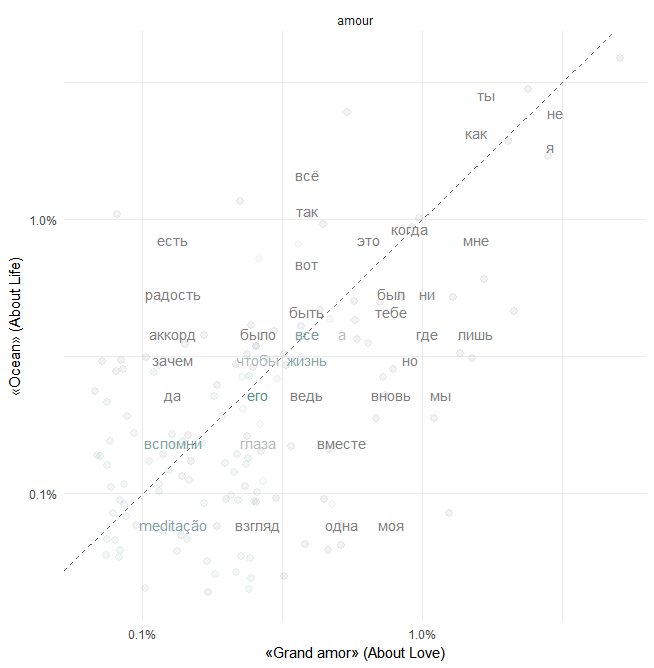 amour
ты
не
как
я
всё
так
когда
есть
это
мне
вот
радость
был
ни
быть
тебе
1.0%
аккорд
было
все
а
где
лишь
зачем
чтобы
жизнь
но
да
его
ведь
вновь
мы
вспомни
глаза
вместе
0.1%
meditação
взгляд
одна
моя
«Ocean» (About Life)
0.1%
1.0%
«Grand amor» (About Love)